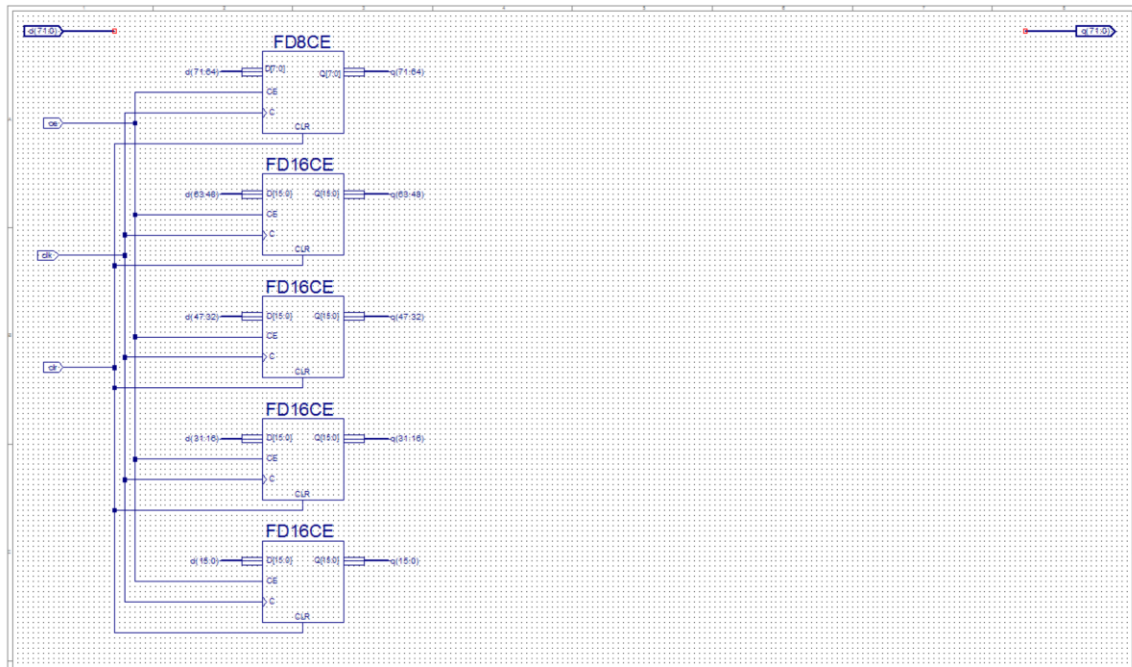 d(71:0)
q(71:0)
FD8CE
d(71:64) D[7:0] Q[7:0] q(71:64)
CE
C
ce
CLR
FD16CE
d(63:48) D[15:0] Q[15:0] q(63:48)
CE
C
CLR
clk
FD16CE
d(47:32) D[15:0] Q[15:0] q(47:32)
CE
C
clr
CLR
FD16CE
d(31:16) D[15:0] Q[15:0] q(31:16)
CE
C
CLR
FD16CE
d(15:0) D[15:0] Q[15:0] q(15:0)
CE
C
CLR